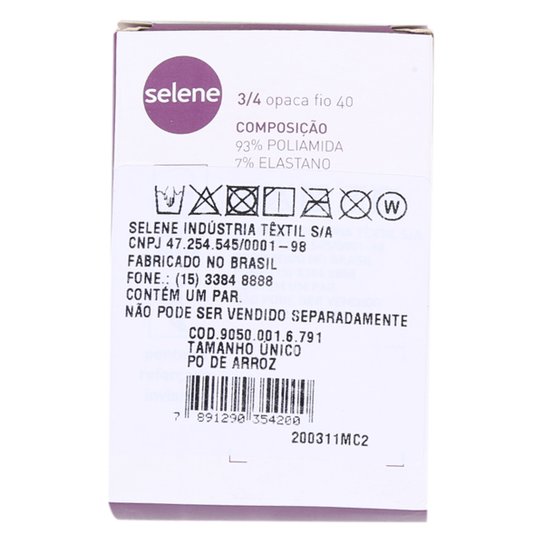 selene
3/4 opaca fio 40
COMPOSIÇÃO
93% POLIAMIDA
7% ELASTANO
W
SELENE INDÚSTRIA TÊXTIL S/A
CNPJ 47.254.545/0001-98
FABRICADO NO BRASIL
FONE.: (15) 3384 8888
CONTÉM UM PAR.
NÃO PODE SER VENDIDO SEPARADAMENTE
COD.9050.001.6.791
TAMANHO ÚNICO
PO DE ARROZ
7 891290 354200
200311MC2